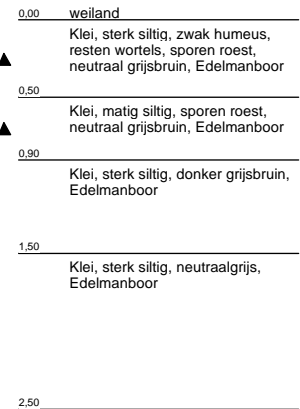 0,00 weiland
Klei, sterk siltig, zwak humeus,
resten wortels, sporen roest,
neutraal grijsbruin, Edelmanboor
0,50
Klei, matig siltig, sporen roest,
neutraal grijsbruin, Edelmanboor
0,90
Klei, sterk siltig, donker grijsbruin,
Edelmanboor
1,50
Klei, sterk siltig, neutraalgrijs,
Edelmanboor
2,50